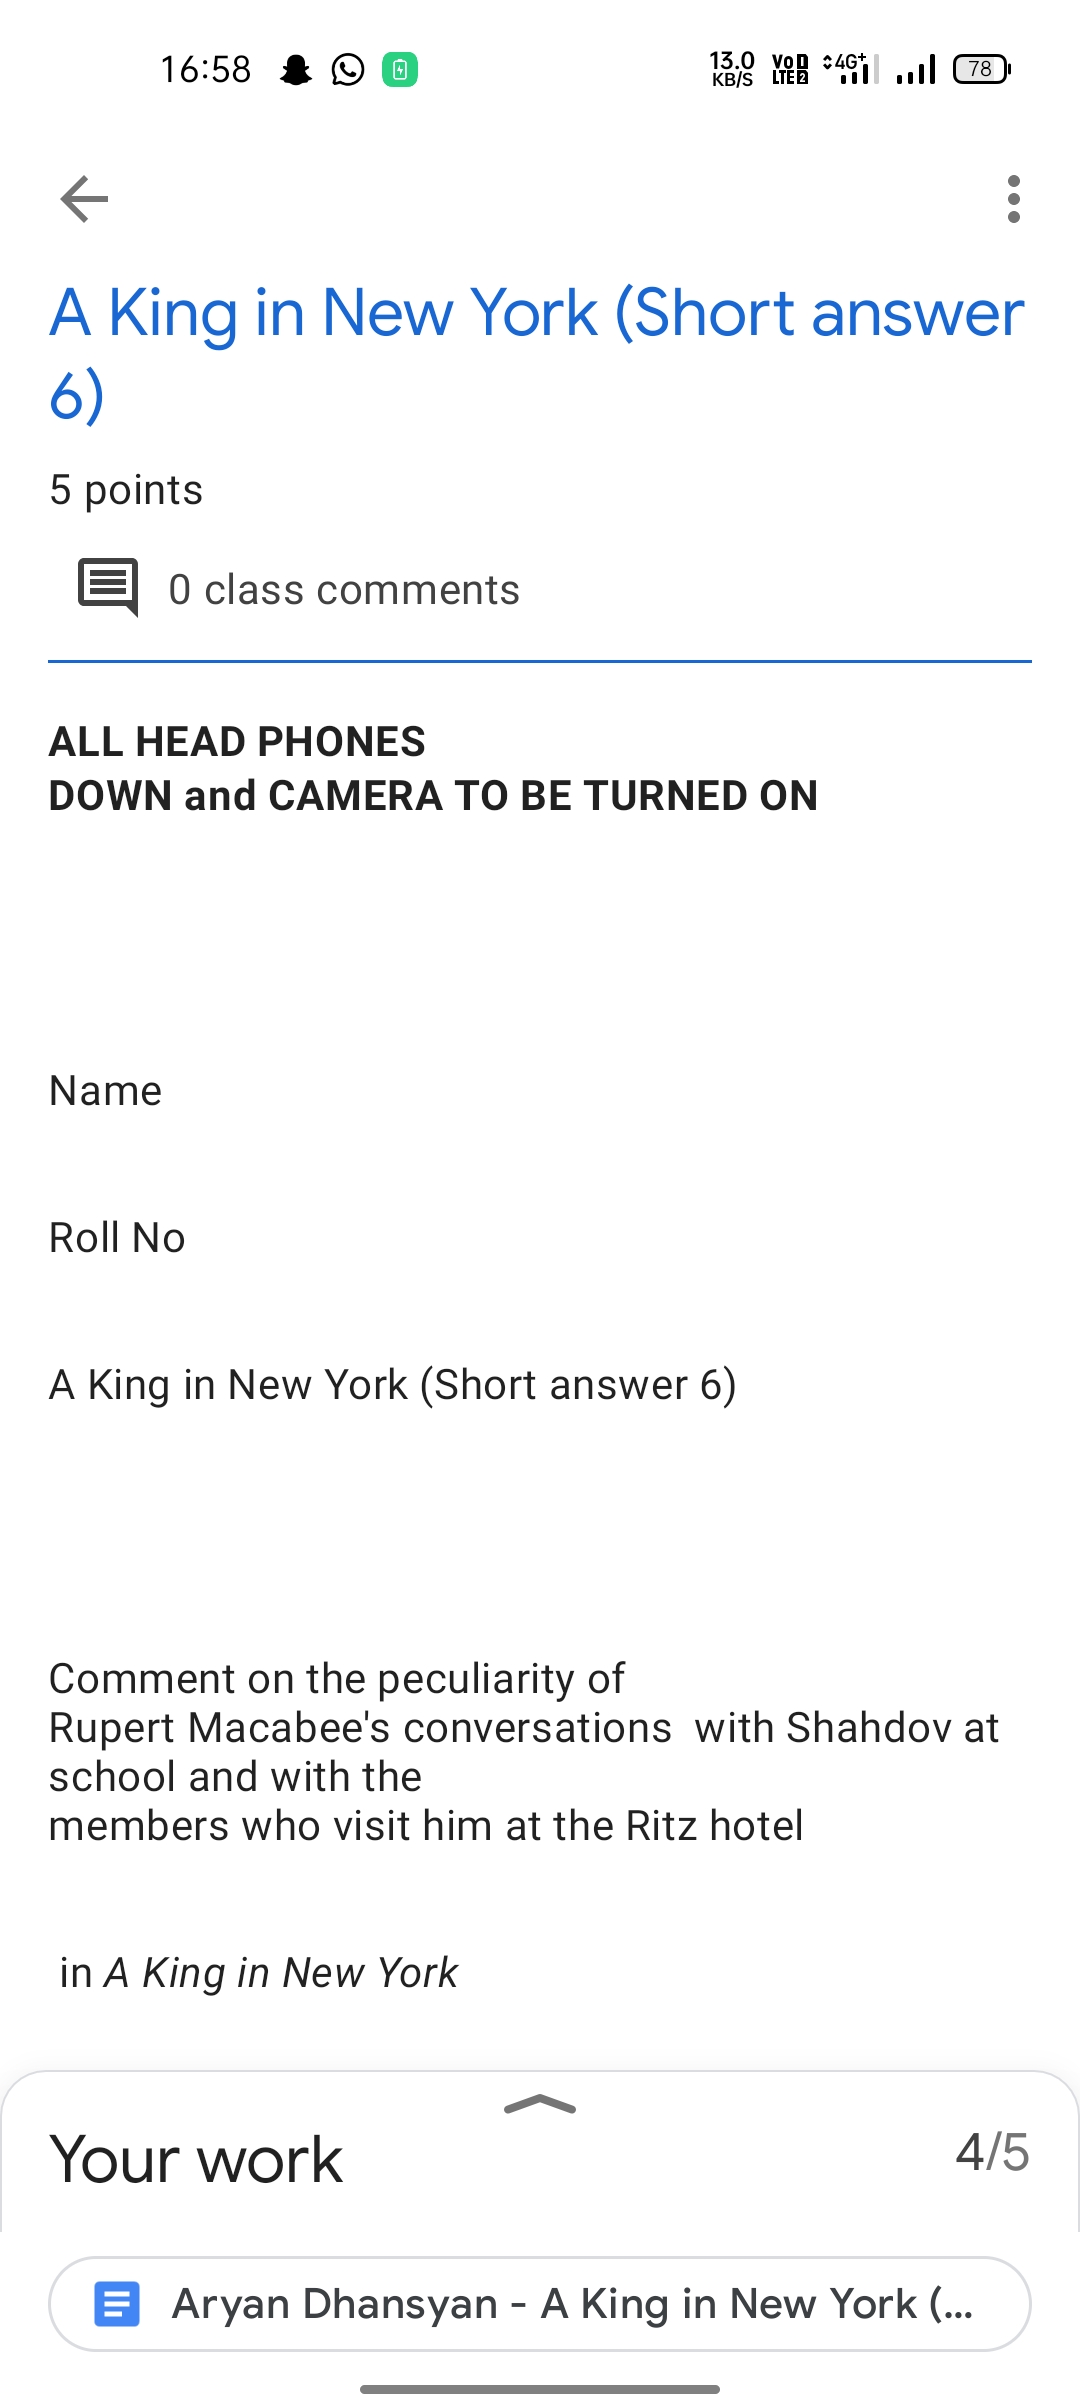 16:58
13.0 KB/S VoD LTE 2 4G+ 78
A King in New York (Short answer
6)
5 points
0 class comments
ALL HEAD PHONES
DOWN and CAMERA TO BE TURNED ON
Name
Roll No
A King in New York (Short answer 6)
Comment on the peculiarity of
Rupert Macabee's conversations  with Shahdov at
school and with the
members who visit him at the Ritz hotel
in A King in New York
Your work
4/5
Aryan Dhansyan - A King in New York (...